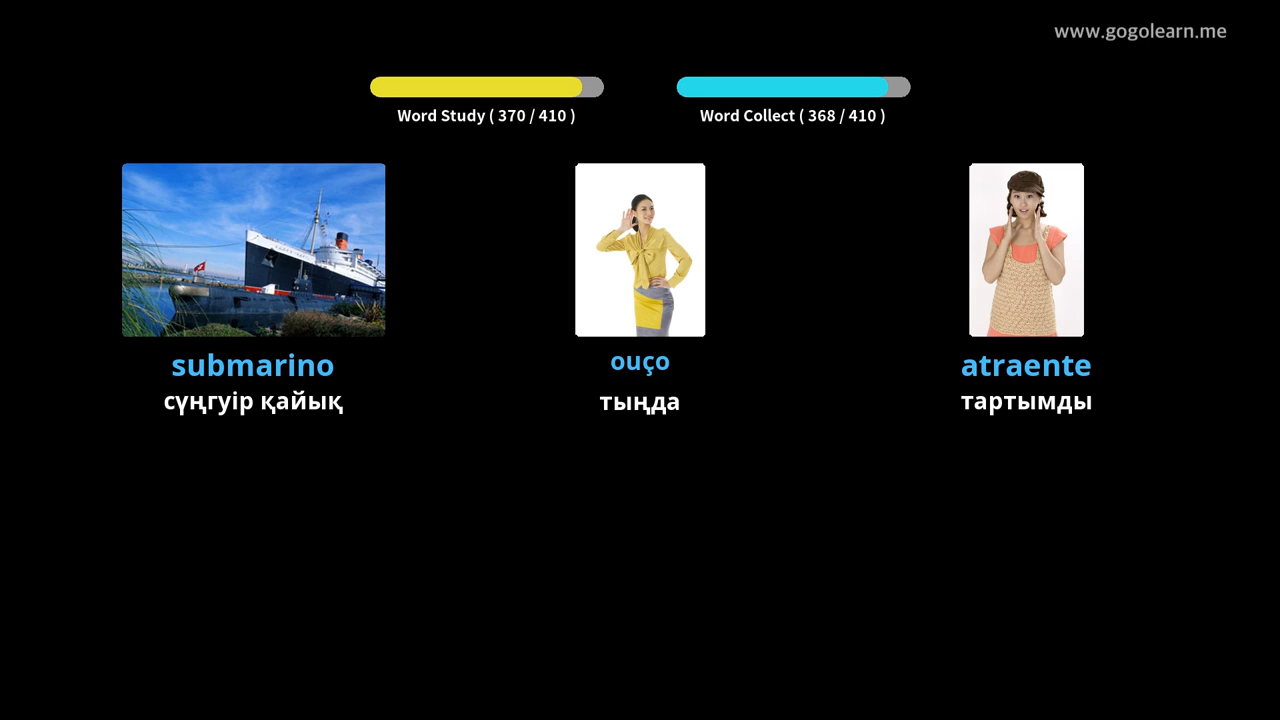 www.gogolearn.me
Word Study ( 370 / 410 )
Word Collect ( 368 / 410 )
submarino
сүңгуір қайық
ouço
тыңда
atraente
тартымды